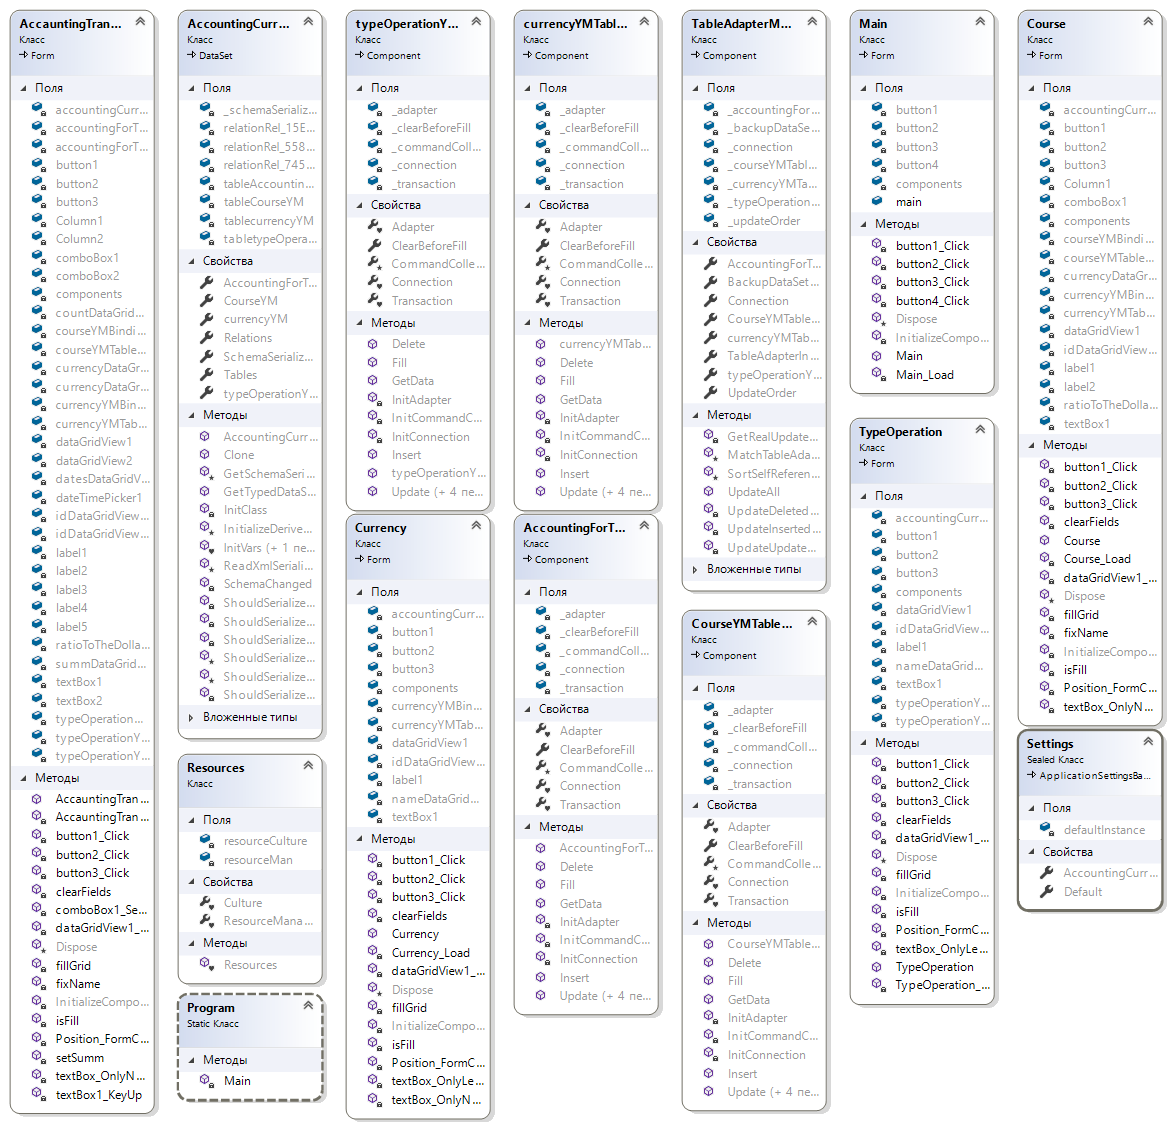 AccauntingTran...
Класс
Form
Поля
accountingCurr...
accountingForT...
accountingForT...
button1
button2
button3
Column1
Column2
comboBox1
comboBox2
components
countDataGrid...
courseYMBindi...
courseYMTable...
currencyDataGr...
currencyDataGr...
currencyYMBin...
currencyYMTab...
dataGridView1
dataGridView2
datesDataGridV...
dateTimePicker1
idDataGridView...
idDataGridView...
label1
label2
label3
label4
label5
ratioToTheDolla...
summDataGrid...
textBox1
textBox2
typeOperation...
typeOperationY...
typeOperationY...
Методы
AccauntingTran...
AccauntingTran...
button1_Click
button2_Click
button3_Click
clearFields
comboBox1_Se...
dataGridView1_...
Dispose
fillGrid
fixName
InitializeCompo...
isFill
Position_FormC...
setSumm
textBox_OnlyN...
textBox1_KeyUp
AccountingCurr...
Класс
DataSet
Поля
_schemaSerializ...
relationRel_15E...
relationRel_558...
relationRel_745...
tableAccountin...
tableCourseYM
tablecurrencyYM
tabletypeOpera...
Свойства
AccountingForT...
CourseYM
currencyYM
Relations
SchemaSerializ...
Tables
typeOperationY...
Методы
AccountingCurr...
Clone
GetSchemaSeri...
GetTypedDataS...
InitClass
InitializeDerive...
InitVars (+ 1 пе...
ReadXmlSeriali...
SchemaChanged
ShouldSerialize...
ShouldSerialize...
ShouldSerialize...
ShouldSerialize...
ShouldSerialize...
ShouldSerialize...
Вложенные типы
Resources
Класс
Поля
resourceCulture
resourceMan
Свойства
Culture
ResourceMana...
Методы
Resources
Program
Static Класс
Методы
Main
typeOperationY...
Класс
Component
Поля
_adapter
_clearBeforeFill
_commandColl...
_connection
_transaction
Свойства
Adapter
ClearBeforeFill
CommandColle...
Connection
Transaction
Методы
Delete
Fill
GetData
InitAdapter
InitCommandC...
InitConnection
Insert
typeOperationY...
Update (+ 4 пе...
Currency
Класс
Form
Поля
accountingCurr...
button1
button2
button3
components
currencyYMBin...
currencyYMTab...
dataGridView1
idDataGridView...
label1
nameDataGrid...
textBox1
Методы
button1_Click
button2_Click
button3_Click
clearFields
Currency
Currency_Load
dataGridView1_...
Dispose
fillGrid
InitializeCompo...
isFill
Position_FormC...
textBox_OnlyLe...
textBox_OnlyN...
currencyYMTabl...
Класс
Component
Поля
_adapter
_clearBeforeFill
_commandColl...
_connection
_transaction
Свойства
Adapter
ClearBeforeFill
CommandColle...
Connection
Transaction
Методы
currencyYMTab...
Delete
Fill
GetData
InitAdapter
InitCommandC...
InitConnection
Insert
Update (+ 4 пе...
AccountingForT...
Класс
Component
Поля
_adapter
_clearBeforeFill
_commandColl...
_connection
_transaction
Свойства
Adapter
ClearBeforeFill
CommandColle...
Connection
Transaction
Методы
AccountingForT...
Delete
Fill
GetData
InitAdapter
InitCommandC...
InitConnection
Insert
Update (+ 4 пе...
TableAdapterM...
Класс
Component
Поля
_accountingFor...
_backupDataSe...
_connection
_courseYMTabl...
_currencyYMTa...
_typeOperation...
_updateOrder
Свойства
AccountingForT...
BackupDataSet...
Connection
CourseYMTable...
currencyYMTab...
TableAdapterIn...
typeOperationY...
UpdateOrder
Методы
GetRealUpdate...
MatchTableAda...
SortSelfReferen...
UpdateAll
UpdateDeleted...
UpdateInserted...
UpdateUpdate...
Вложенные типы
CourseYMTable...
Класс
Component
Поля
_adapter
_clearBeforeFill
_commandColl...
_connection
_transaction
Свойства
Adapter
ClearBeforeFill
CommandColle...
Connection
Transaction
Методы
CourseYMTable...
Delete
Fill
GetData
InitAdapter
InitCommandC...
InitConnection
Insert
Update (+ 4 пе...
Main
Класс
Form
Поля
button1
button2
button3
button4
components
main
Методы
button1_Click
button2_Click
button3_Click
button4_Click
Dispose
InitializeCompo...
Main
Main_Load
TypeOperation
Класс
Form
Поля
accountingCurr...
button1
button2
button3
components
dataGridView1
idDataGridView...
label1
nameDataGrid...
textBox1
typeOperationY...
typeOperationY...
Методы
button1_Click
button2_Click
button3_Click
clearFields
dataGridView1_...
Dispose
fillGrid
InitializeCompo...
isFill
Position_FormC...
textBox_OnlyLe...
TypeOperation
TypeOperation_...
Course
Класс
Form
Поля
accountingCurr...
button1
button2
button3
Column1
comboBox1
components
courseYMBindi...
courseYMTable...
currencyDataGr...
currencyYMBin...
currencyYMTab...
dataGridView1
idDataGridView...
label1
label2
ratioToTheDolla...
textBox1
Методы
button1_Click
button2_Click
button3_Click
clearFields
Course
Course_Load
dataGridView1_...
Dispose
fillGrid
fixName
InitializeCompo...
isFill
Position_FormC...
textBox_OnlyN...
Settings
Sealed Класс
ApplicationSettingsBa...
Поля
defaultInstance
Свойства
AccountingCurr...
Default